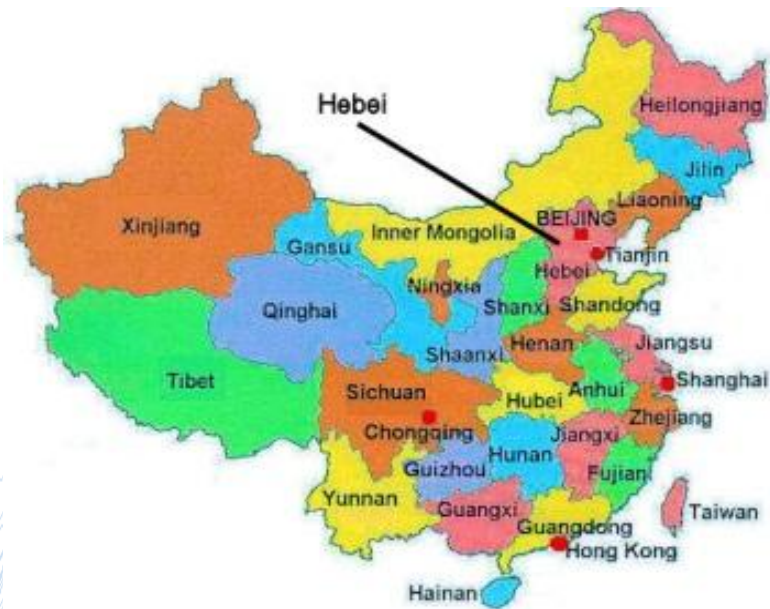 Hebei
Heilongjiang
Jilin
Liaoning
Xinjiang
BEIJING
Inner Mongolia
Gansu
Tianjin
Hebei
Ningxia
Qinghai
Shanxi
Shandong
Shaanxi
Henan
Jiangsu
Tibet
Sichuan
Anhui
Shanghai
Hubei
Zhejiang
Chongqing
Jiangxi
Hunan
Guizhou
Fujian
Yunnan
Guangxi
Taiwan
Guangdong
Hong Kong
Hainan